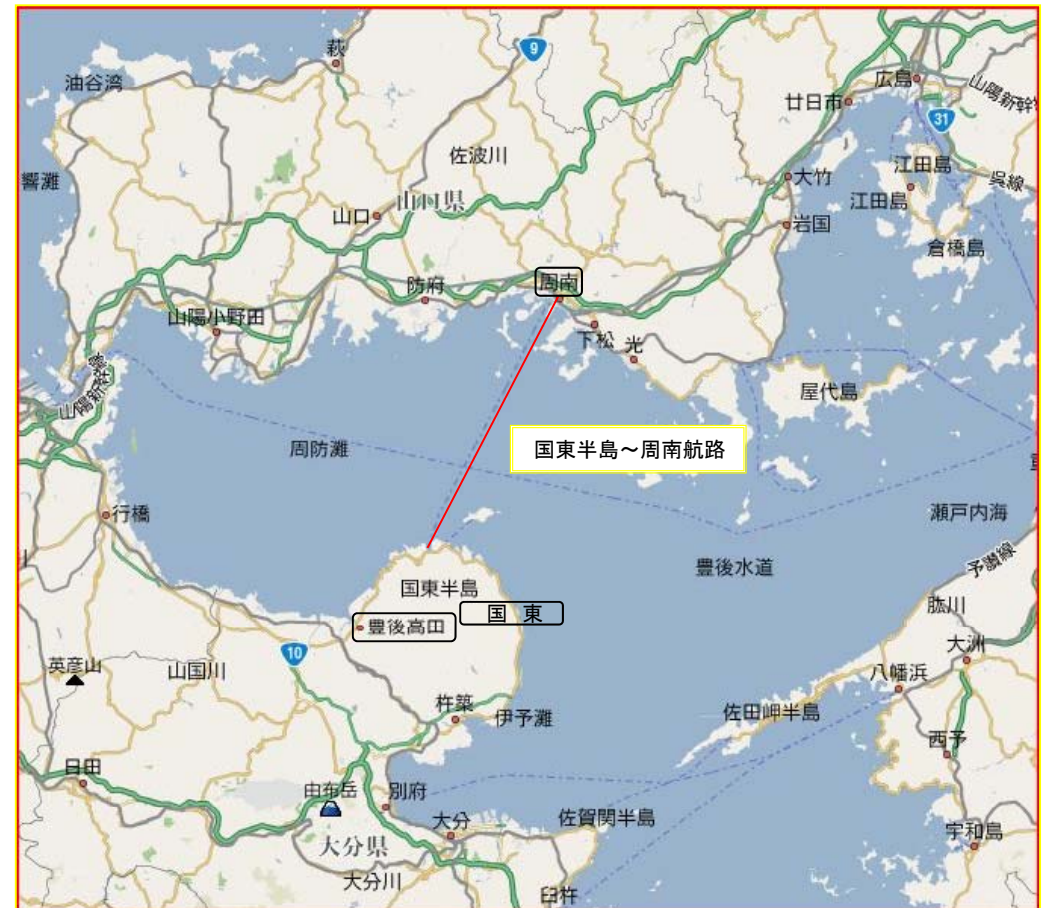 萩
9
油谷湾
広島
山陽新幹
廿日市
31
佐波川
江田島
響灘
大竹
呉線
山口県
江田島
山口
岩国
倉橋島
周南
防府
山陽小野田
下松
光
山陽新幹線
屋代島
国東半島~周南航路
周防灘
行橋
瀬戸内海
豊後水道
予讃線
国東半島
国 東
肱川
豊後高田
大洲
10
英彦山
山国川
八幡浜
杵築
伊予灘
佐田岬半島
西予
日田
由布岳
別府
大分
佐賀関半島
宇和島
大分県
大分川
臼杵